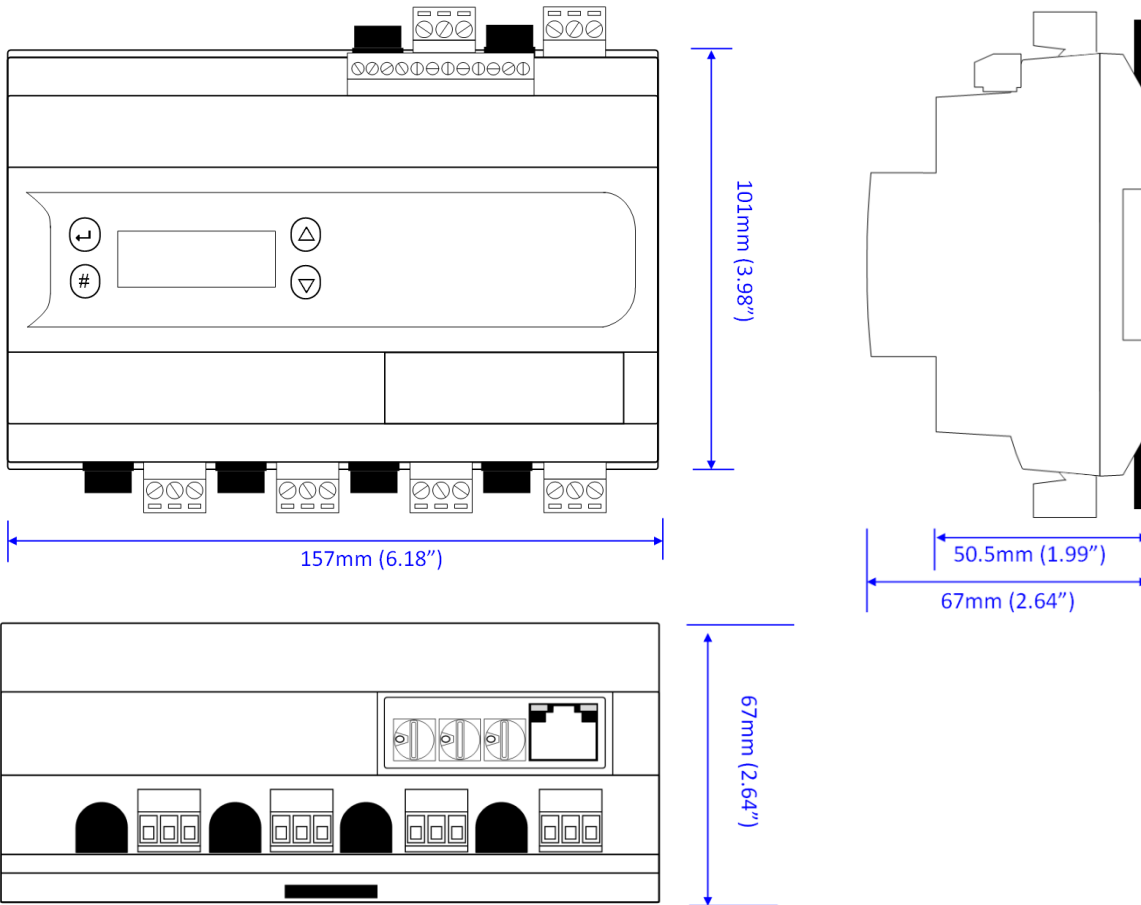 #
101mm (3.98”)
157mm (6.18”)
50.5mm (1.99”)
67mm (2.64”)
67mm (2.64”)